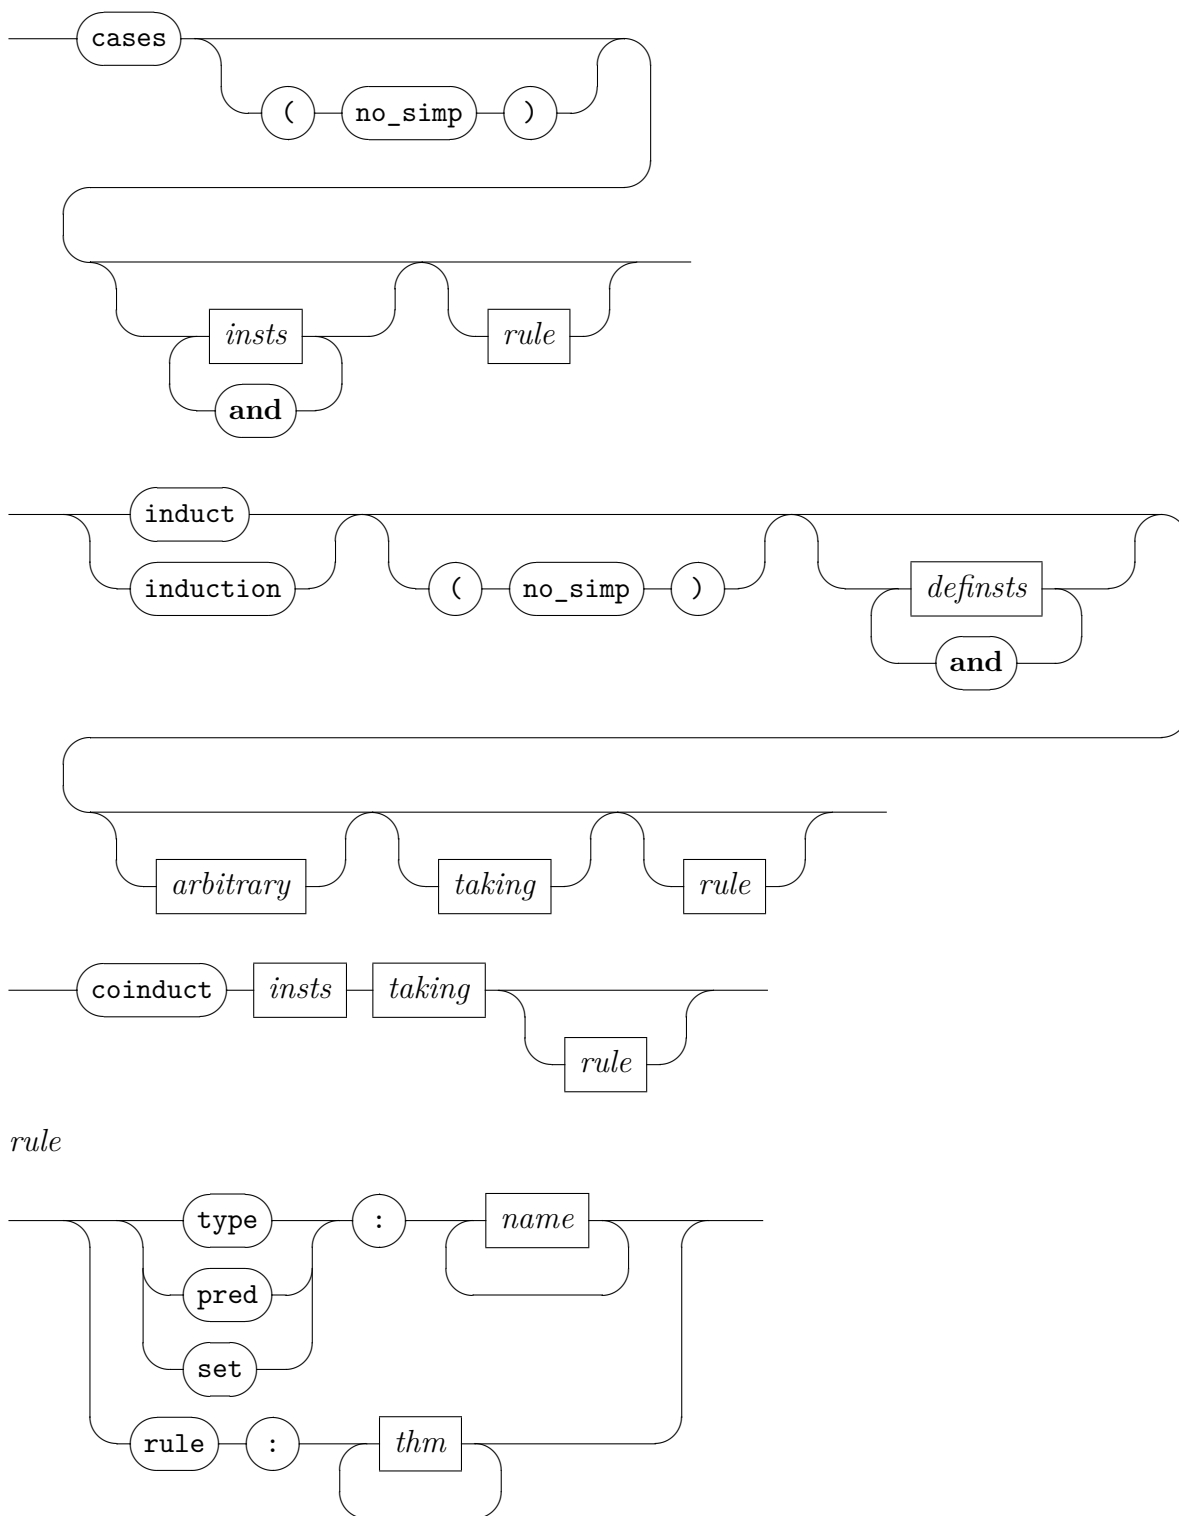 cases
( no_simp )
insts rule
and
induct
induction ( no_simp ) definsts
and
arbitrary taking rule
coinduct insts taking
rule
rule
type : name
pred
set
rule : thm